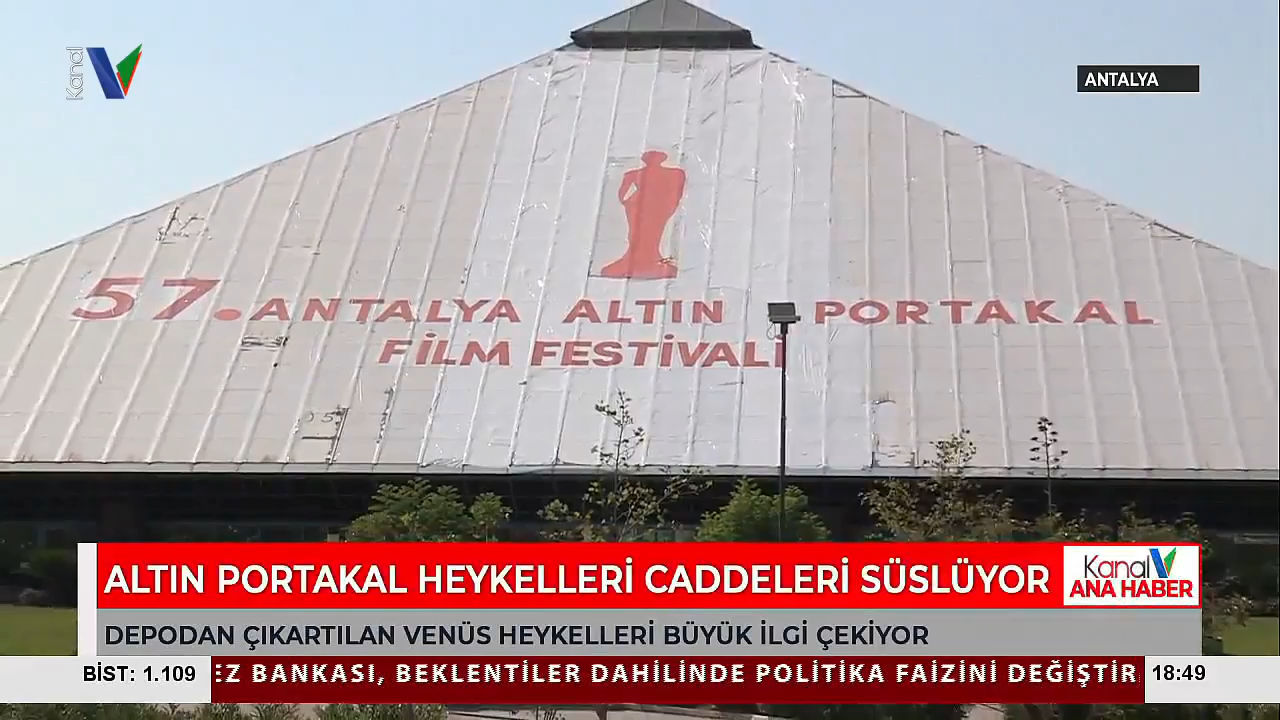 Kanal V
ANTALYA
57. ANTALYA ALTIN PORTAKAL
FİLM FESTİVALİ
ALTIN PORTAKAL HEYKELLERİ CADDELERİ SÜSLÜYOR
Kanal V
ANA HABER
DEPODAN ÇIKARTILAN VENÜS HEYKELLERİ BÜYÜK İLGİ ÇEKİYOR
BİST: 1.109
EZ BANKASI, BEKLENTİLER DAHİLİNDE POLİTİKA FAİZİNİ DEĞİŞTİR
18:49